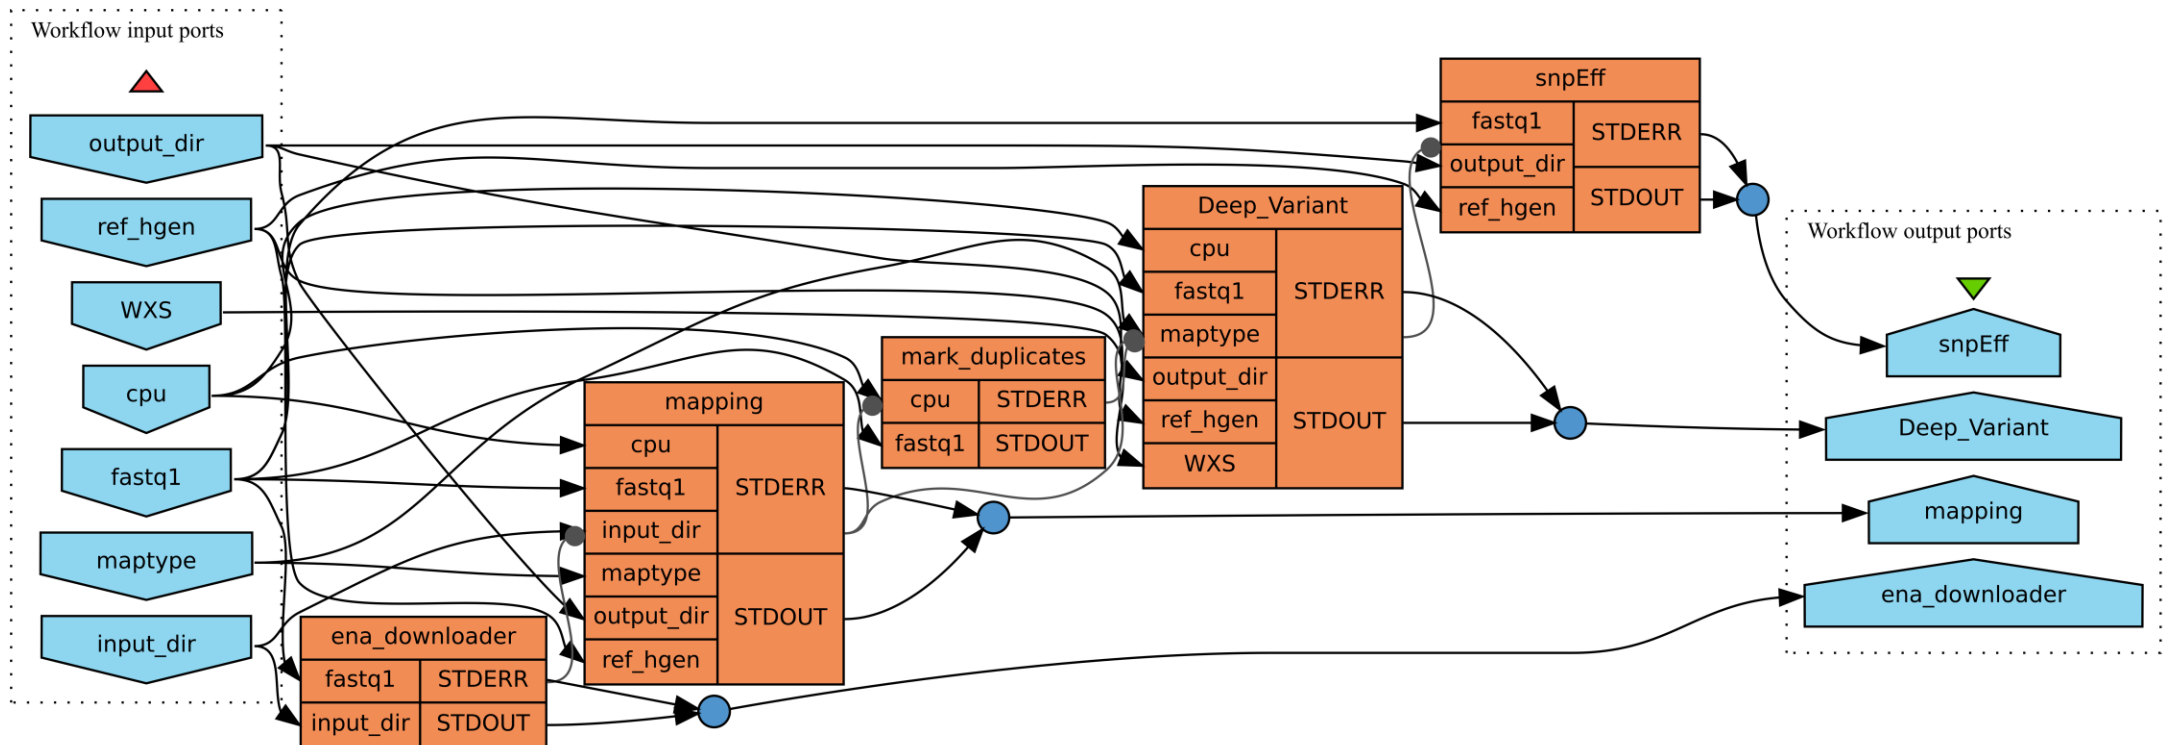 Workflow input ports
output_dir
ref_hgen
WXS
cpu
fastq1
maptype
input_dir
ena_downloader
fastq1
input_dir
STDERR
STDOUT
mapping
cpu
fastq1
input_dir
maptype
output_dir
ref_hgen
STDERR
STDOUT
mark_duplicates
cpu
fastq1
STDERR
STDOUT
Deep_Variant
cpu
fastq1
maptype
output_dir
ref_hgen
WXS
STDERR
STDOUT
snpEff
fastq1
output_dir
ref_hgen
STDERR
STDOUT
Workflow output ports
snpEff
Deep_Variant
mapping
ena_downloader